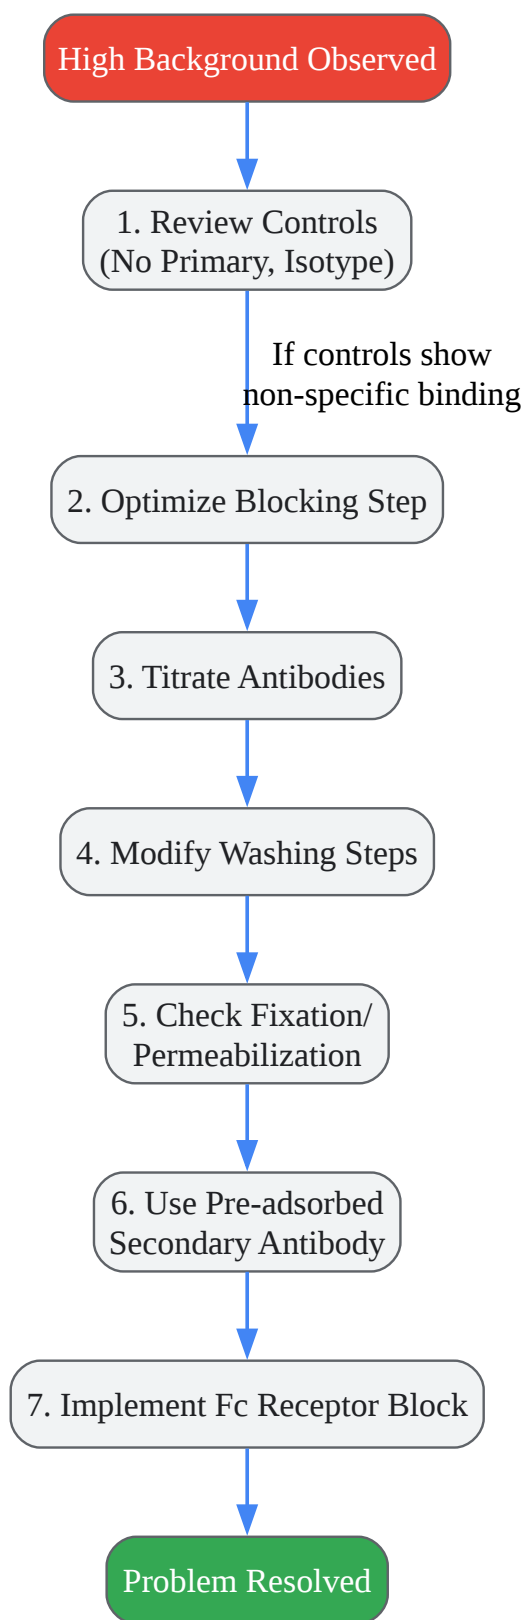 High Background Observed
1. Review Controls
(No Primary, Isotype)
If controls show
non-specific binding
2. Optimize Blocking Step
3. Titrate Antibodies
4. Modify Washing Steps
5. Check Fixation/
Permeabilization
6. Use Pre-adsorbed
Secondary Antibody
7. Implement Fc Receptor Block
Problem Resolved